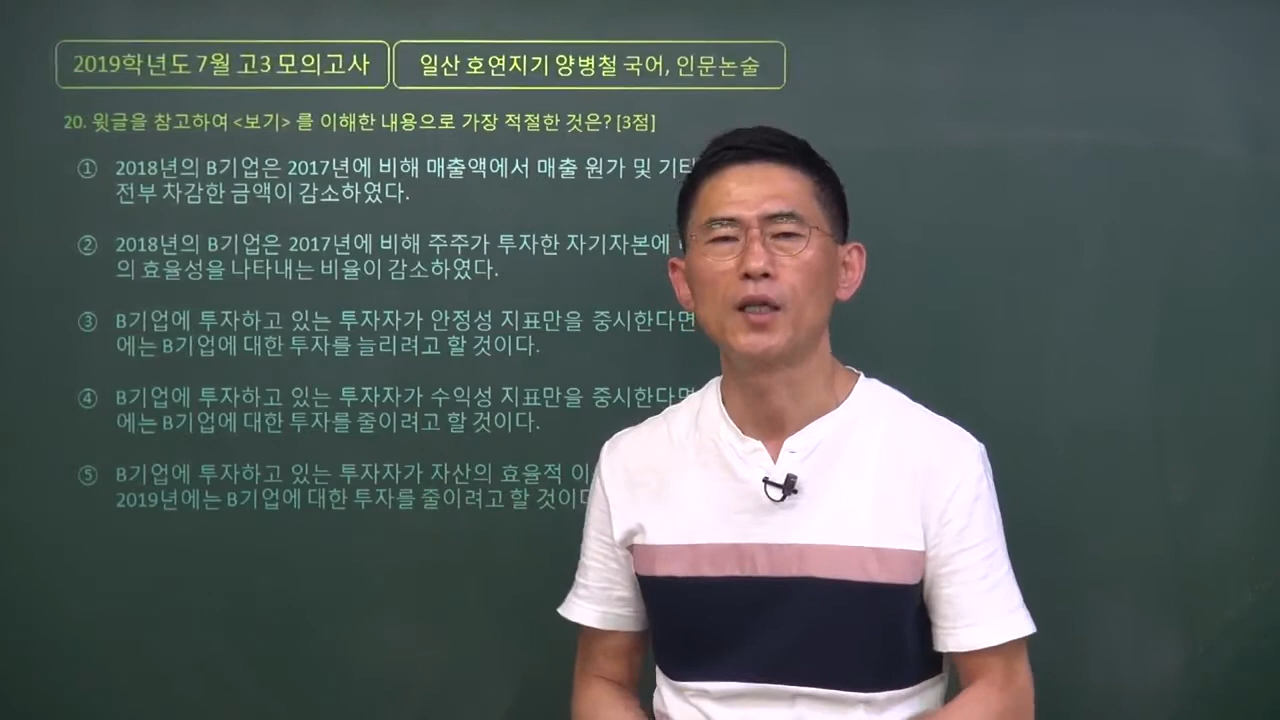 2019학년도 7월 고3 모의고사
일산 호연지기 양병철 국어, 인문논술
20. 윗글을 참고하여 <보기> 를 이해한 내용으로 가장 적절한 것은? [3점]
① 2018년의 B기업은 2017년에 비해 매출액에서 매출 원가 및 기타
전부 차감한 금액이 감소하였다.
② 2018년의 B기업은 2017년에 비해 주주가 투자한 자기자본에
의 효율성을 나타내는 비율이 감소하였다.
③ B기업에 투자하고 있는 투자자가 안정성 지표만을 중시한다면
에는 B기업에 대한 투자를 늘리려고 할 것이다.
④ B기업에 투자하고 있는 투자자가 수익성 지표만을 중시한다면
에는 B기업에 대한 투자를 줄이려고 할 것이다.
⑤ B기업에 투자하고 있는 투자자가 자산의 효율적
2019년에는 B기업에 대한 투자를 줄이려고 할